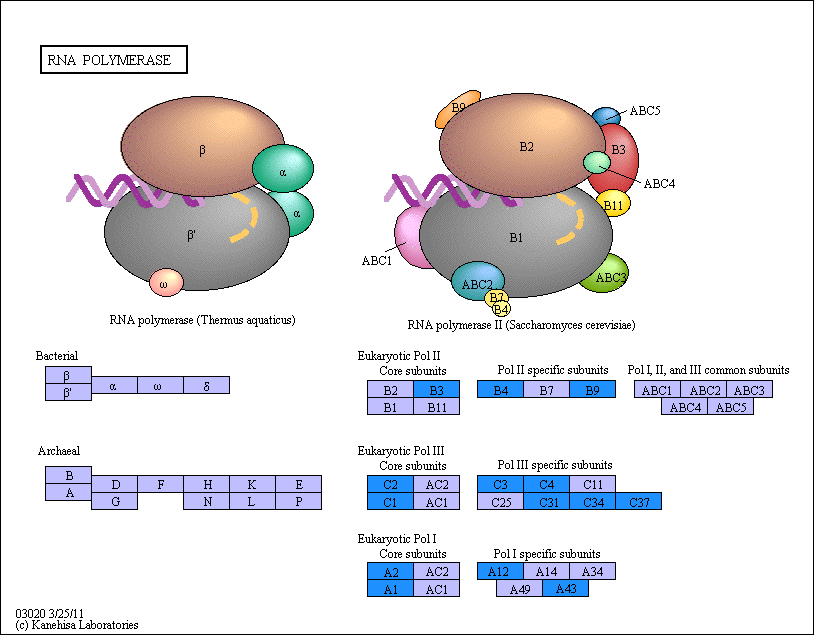 RNA POLYMERASE
β
α
α
β'
ω
RNA polymerase (Thermus aquaticus)
B9
ABC5
B2
B3
ABC4
B11
B1
ABC1
ABC2
ABC3
B7
B4
RNA polymerase II (Saccharomyces cerevisiae)
Bacterial
β
β' α ω δ
Archaeal
B
A D F H K E
G N L P
Eukaryotic Pol II
Core subunits Pol II specific subunits Pol I, II, and III common subunits
B2 B3 B4 B7 B9 ABC1 ABC2 ABC3
B1 B11 ABC4 ABC5
Eukaryotic Pol III
Core subunits Pol III specific subunits
C2 AC2 C3 C4 C11
C1 AC1 C25 C31 C34 C37
Eukaryotic Pol I
Core subunits Pol I specific subunits
A2 AC2 A12 A14 A34
A1 AC1 A49 A43
03020 3/25/11
(c) Kanehisa Laboratories